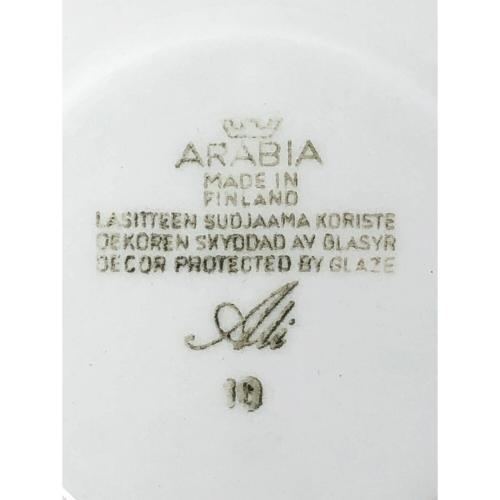 ARABIA
MADE IN
FINLAND
LASITTEEN SUOJAAMA KORISTE
DEKOREN SKYDDAD AV GLASYR
DECOR PROTECTED BY GLAZE
Ali
10